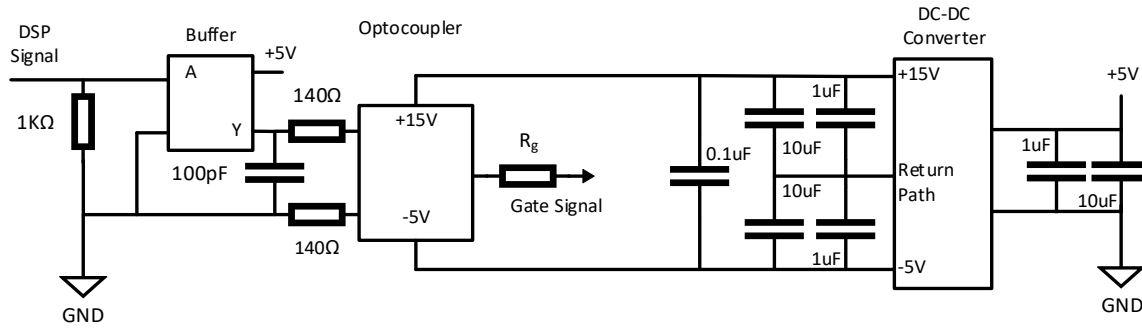 DSP
Signal
Buffer
+5V
A
Y
1KΩ
100pF
140Ω
140Ω
GND
Optocoupler
+15V
-5V
Rg
Gate Signal
0.1uF
1uF
10uF
10uF
1uF
DC-DC
Converter
+15V
Return
Path
-5V
+5V
1uF
10uF
GND